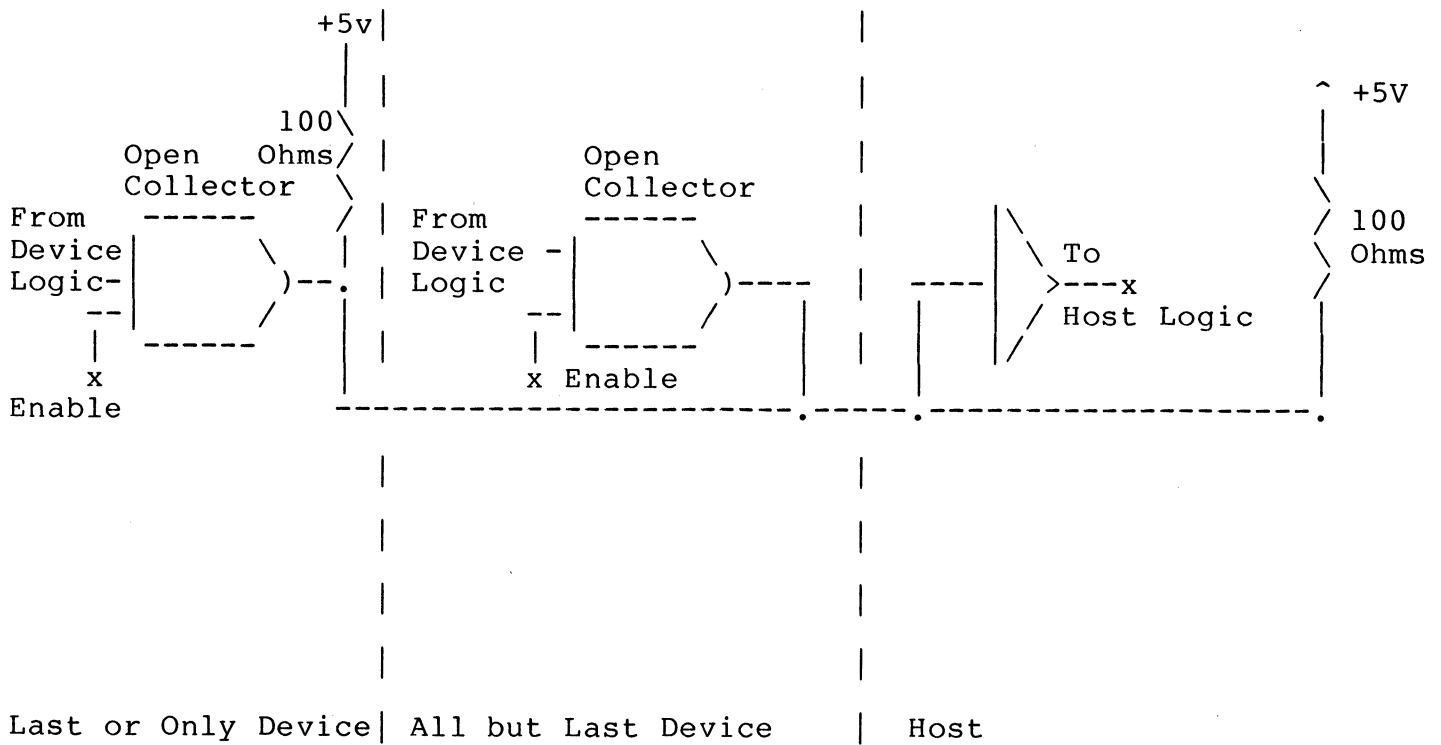 +5v
^ +5V
100
Ohms
Open
Collector
From
Device
Logic
x
Enable
Open
Collector
From
Device
Logic
x Enable
To
x
Host Logic
100
Ohms
Last or Only Device
All but Last Device
Host